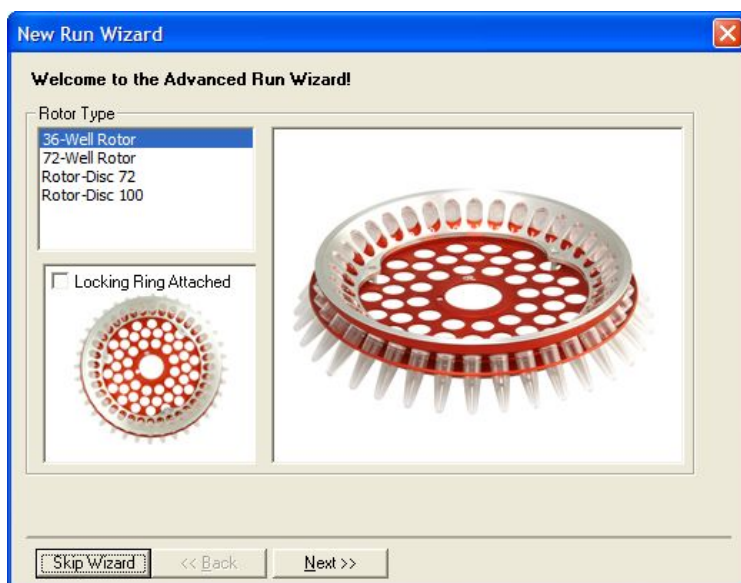 New Run Wizard
Welcome to the Advanced Run Wizard!
Rotor Type
36-Well Rotor
72-Well Rotor
Rotor-Disc 72
Rotor-Disc 100
Locking Ring Attached
Skip Wizard
<< Back
Next >>